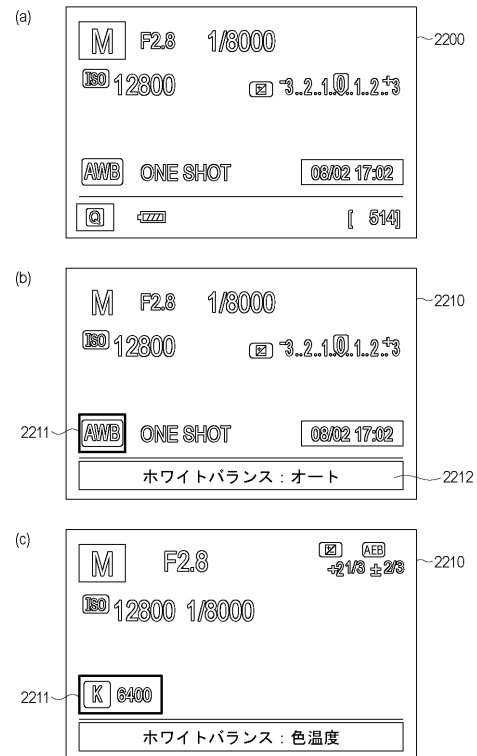 (a)
M F2.8 1/8000
2200
ISO 12800 -3..2..1..0..1..2..+3
AWB ONE SHOT 08/02 17:02
Q [ 514]
(b)
M F2.8 1/8000
2210
ISO 12800 -3..2..1..0..1..2..+3
2211 AWB ONE SHOT 08/02 17:02
ホワイトバランス：オート 2212
(c)
M F2.8 AEB
+2 1/3 ±2/3 2210
ISO 12800 1/8000
2211 K 6400
ホワイトバランス：色温度